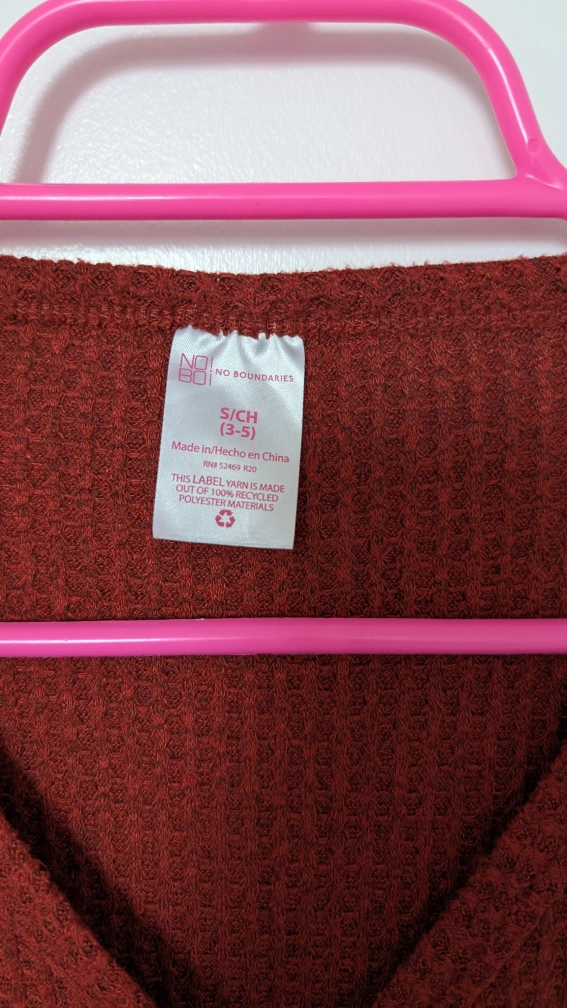 NO!
BOi
NO BOUNDARIES
S/CH
(3-5)
Made in/Hecho en China
RN# 52469 R20
THIS LABEL YARN IS MADE
OUT OF 100% RECYCLED
POLYESTER MATERIALS